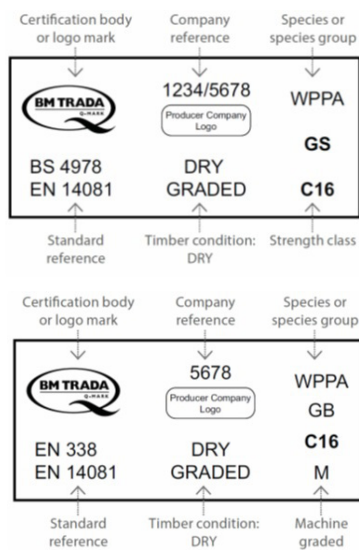 Certification body
or logo mark
Company
reference
Species or
species group
BM TRADA
Q-MARK
BS 4978
EN 14081
1234/5678
Producer Company
Logo
DRY
GRADED
WPPA
GS
C16
Standard
reference
Timber condition:
DRY
Strength class
Certification body
or logo mark
Company
reference
Species or
species group
BM TRADA
Q-MARK
EN 338
EN 14081
5678
Producer Company
Logo
DRY
GRADED
WPPA
GB
C16
M
Standard
reference
Timber condition:
DRY
Machine
graded